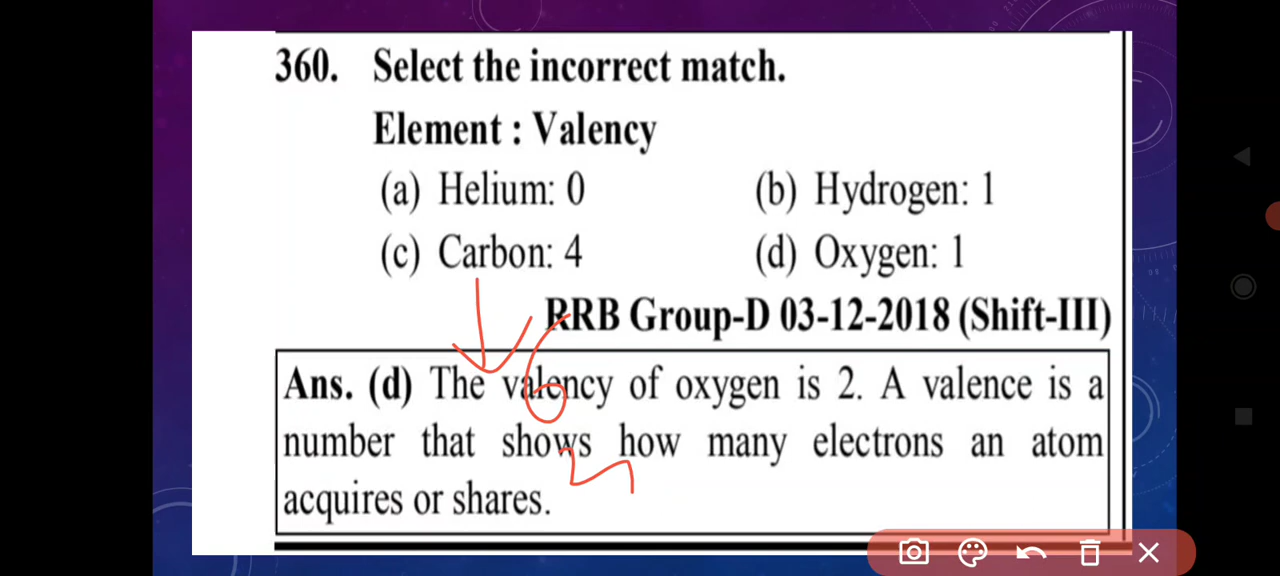 360. Select the incorrect match.
Element : Valency
(a) Helium: 0 (b) Hydrogen: 1
(c) Carbon: 4 (d) Oxygen: 1
RRB Group-D 03-12-2018 (Shift-III)
6
Ans. (d) The valency of oxygen is 2. A valence is a
number that shows how many electrons an atom
acquires or shares.